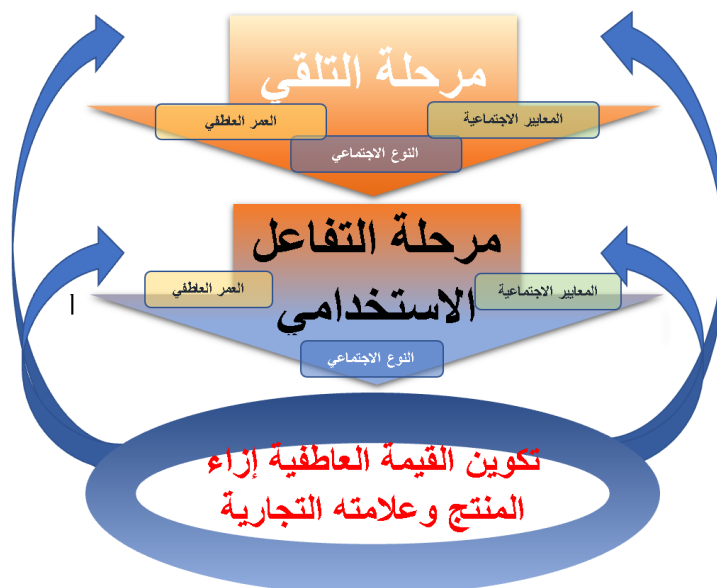 مرحلة التلقي
المعايير الاجتماعية
العمر العاطفي
النوع الاجتماعي
مرحلة التفاعل
الاستخدامي
المعايير الاجتماعية
العمر العاطفي
النوع الاجتماعي
ا
تكوين القيمة العاطفية إزاء
المنتج وعلامته التجارية